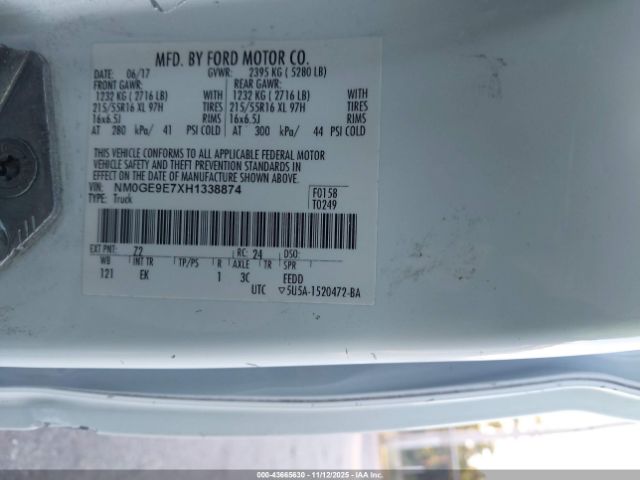 MFD. BY FORD MOTOR CO.
DATE: 06/17 GVWR: 2395 KG ( 5280 LB)
FRONT GAWR: REAR GAWR:
1232 KG ( 2716 LB) WITH 1232 KG ( 2716 LB) WITH
215/55R16 XL 97H TIRES 215/55R16 XL 97H TIRES
16x6.5J RIMS 16x6.5J RIMS
AT 280 kPa/ 41 PSI COLD AT 300 kPa/ 44 PSI COLD
THIS VEHICLE CONFORMS TO ALL APPLICABLE FEDERAL MOTOR
VEHICLE SAFETY AND THEFT PREVENTION STANDARDS IN
EFFECT ON THE DATE OF MANUFACTURE SHOWN ABOVE.
VIN: NM0GE9E7XH1338874 F0158
TYPE: Truck T0249
EXT PNT: 72 RC: 24 DSO:
WB INT TR TP/PS R AXLE TR SPR
121 EK 1 3C FEDD
UTC ▽5U5A-1520472-BA
000-43665630 - 11/12/2025 - IAAI